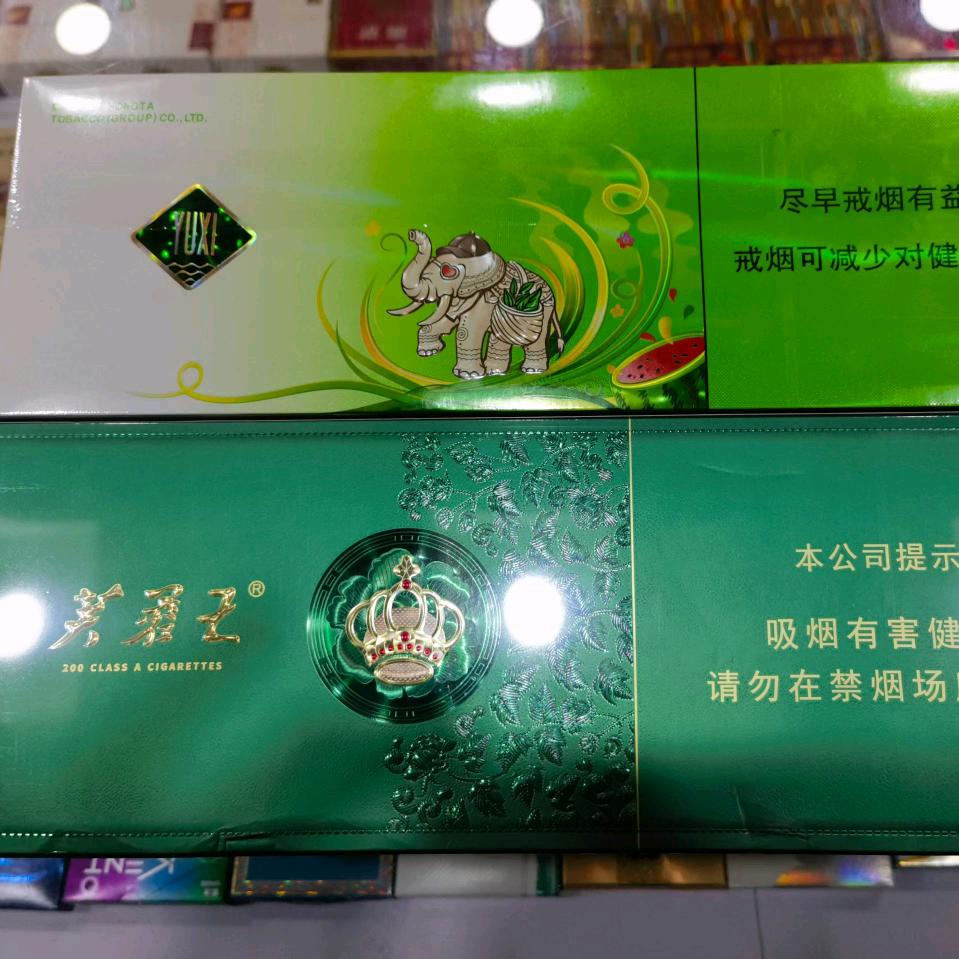 HONGTA
TOBACCO(GROUP)CO.,LTD.
YUXI
尽早戒烟有益
戒烟可减少对健
芙蓉王®
200 CLASS A CIGARETTES
本公司提示
吸烟有害健
请勿在禁烟场
KENT